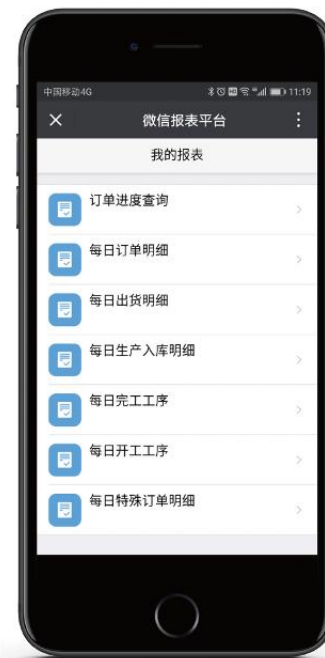 中国移动4G 11:19
微信报表平台
我的报表
订单进度查询
每日订单明细
每日出货明细
每日生产入库明细
每日完工工序
每日开工工序
每日特殊订单明细